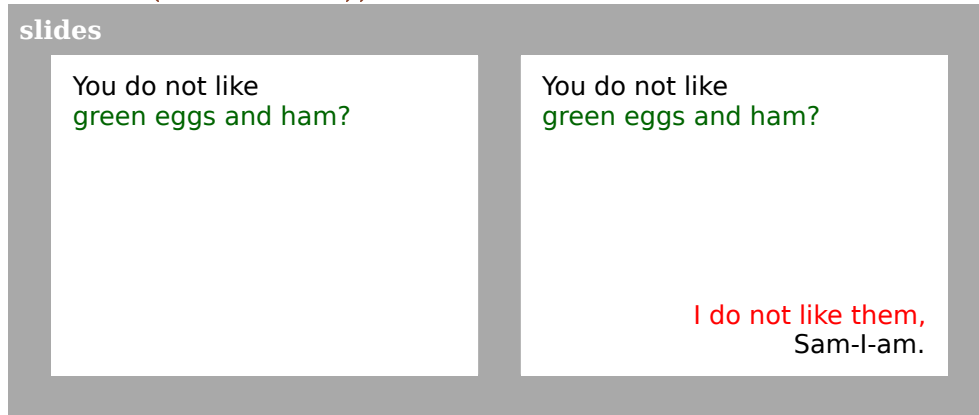 slides
You do not like
green eggs and ham?
You do not like
green eggs and ham?
I do not like them,
Sam-I-am.